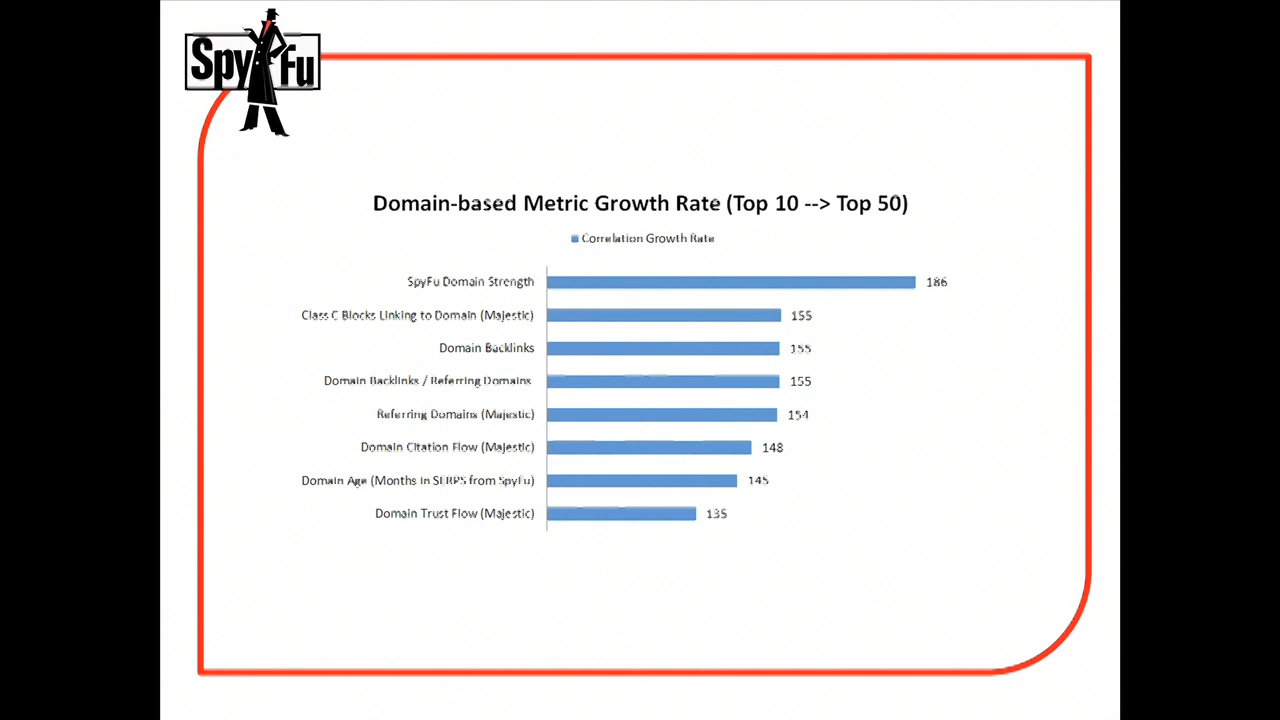 SpyFu
Domain-based Metric Growth Rate (Top 10 --> Top 50)
Correlation Growth Rate
SpyFu Domain Strength 186
Class C Blocks Linking to Domain (Majestic) 155
Domain Backlinks 155
Domain Backlinks / Referring Domains 155
Referring Domains (Majestic) 154
Domain Citation Flow (Majestic) 148
Domain Age (Months in SERPS from SpyFu) 145
Domain Trust Flow (Majestic) 135